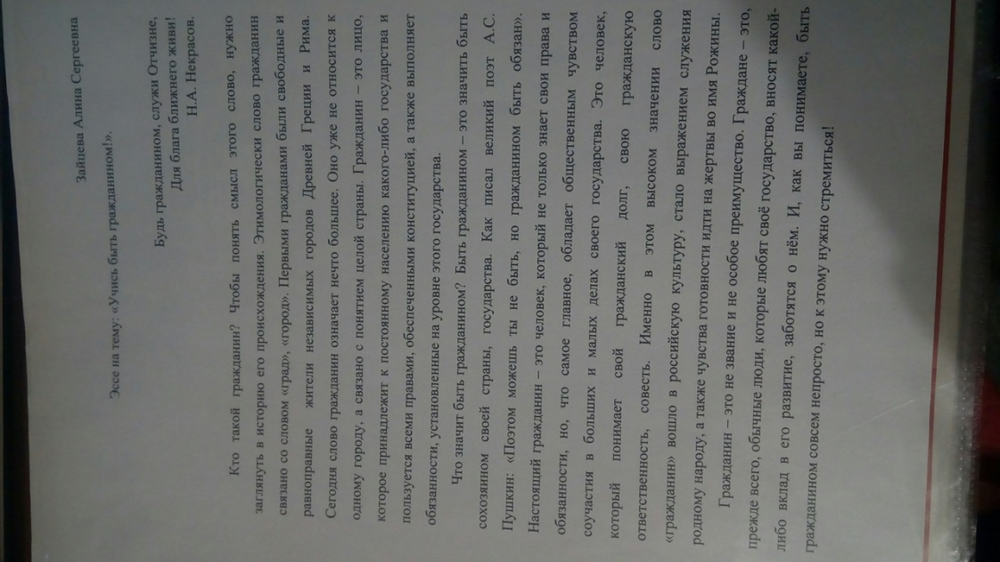 Зайцева Алина Сергеевна
Эссе на тему: «Учись быть гражданином!».
Будь гражданином, служи Отчизне,
Для блага ближнего живи!
Н.А. Некрасов.
Кто такой гражданин? Чтобы понять смысл этого слово, нужно
заглянуть в историю его происхождения. Этимологически слово гражданин
связано со словом «град», «город». Первыми гражданами были свободные и
равноправные жители независимых городов Древней Греции и Рима.
Сегодня слово гражданин означает нечто большее. Оно уже не относится к
одному городу, а связано с понятием целой страны. Гражданин – это лицо,
которое принадлежит к постоянному населению какого-либо государства и
пользуется всеми правами, обеспеченными конституцией, а также выполняет
обязанности, установленные на уровне этого государства.
Что значит быть гражданином? Быть гражданином – это значить быть
сохозяином своей страны, государства. Как писал великий поэт А.С.
Пушкин: «Поэтом можешь ты не быть, но гражданином быть обязан».
Настоящий гражданин – это человек, который не только знает свои права и
обязанности, но, что самое главное, обладает общественным чувством
соучастия в больших и малых делах своего государства. Это человек,
который понимает свой гражданский долг, свою гражданскую
ответственность, совесть. Именно в этом высоком значении слово
«гражданин» вошло в российскую культуру, стало выражением служения
родному народу, а также чувства готовности идти на жертвы во имя Рожины.
Гражданин – это не звание и не особое преимущество. Граждане – это,
прежде всего, обычные люди, которые любят своё государство, вносят какой-
либо вклад в его развитие, заботятся о нём. И, как вы понимаете, быть
гражданином совсем непросто, но к этому нужно стремиться!